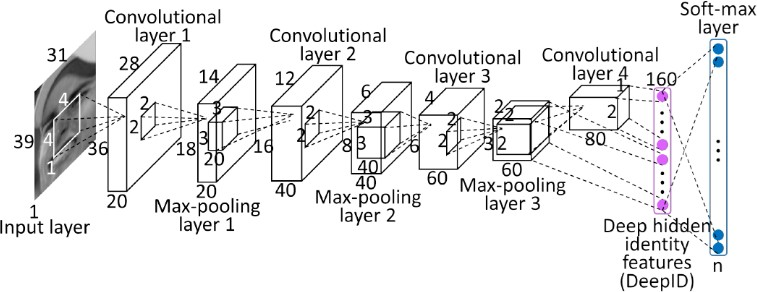 Soft-max
layer
Convolutional
layer 1
Convolutional
layer 2
Convolutional
layer 3
Convolutional
layer 4
31
28
14
12
6
4
2
1
160
4
4
1
2
2
3
3
20
2
2
3
3
40
2
2
2
2
2
39
36
18
16
8
6
3
80
1
20
20
40
40
60
60
Input layer
Max-pooling
layer 1
Max-pooling
layer 2
Max-pooling
layer 3
Deep hidden
identity
features
(DeepID)
n